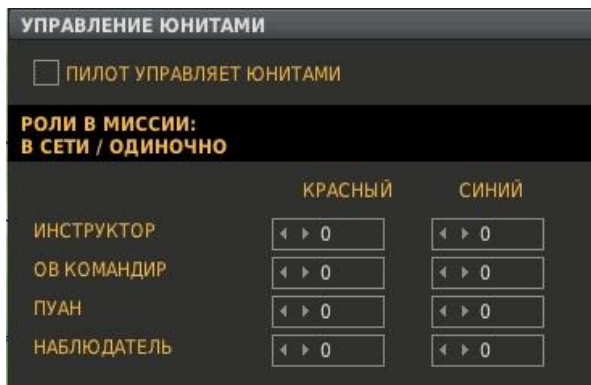 УПРАВЛЕНИЕ ЮНИТАМИ
ПИЛОТ УПРАВЛЯЕТ ЮНИТАМИ
РОЛИ В МИССИИ:
В СЕТИ / ОДИНОЧНО
КРАСНЫЙ СИНИЙ
ИНСТРУКТОР 0 0
ОВ КОМАНДИР 0 0
ПУАН 0 0
НАБЛЮДАТЕЛЬ 0 0